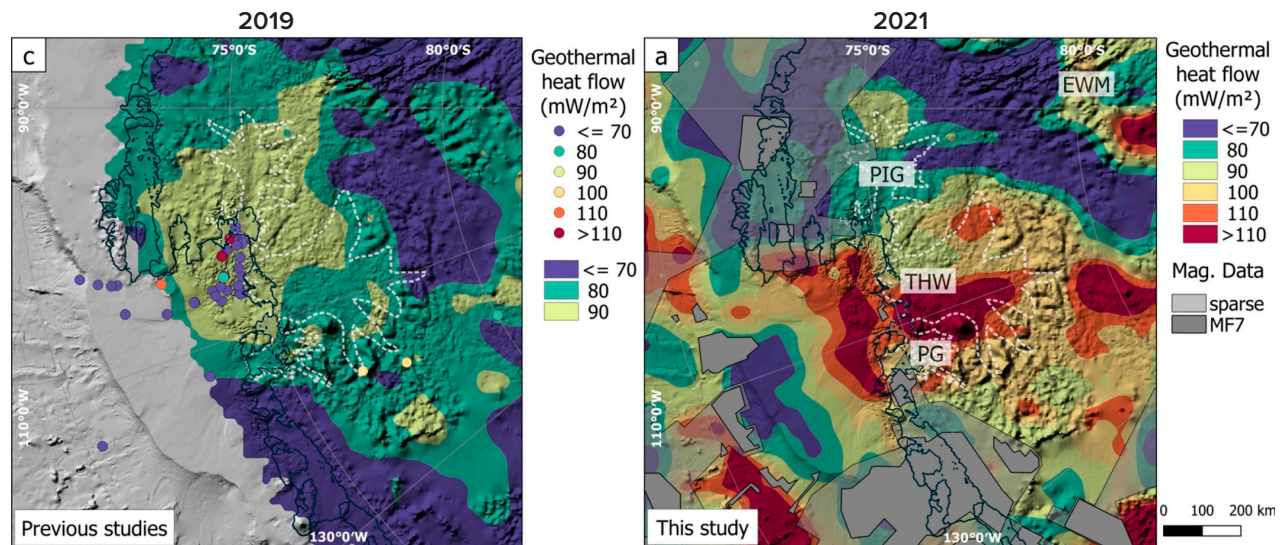 2019
2021
c
75°0'S
80°0'S
90°0'W
110°0'W
130°0'W
Previous studies
Geothermal
heat flow
(mW/m²)
<= 70
80
90
100
110
>110
<= 70
80
90
a
75°0'S
80°0'S
EWM
90°0'W
PIG
THW
PG
110°0'W
130°0'W
This study
Geothermal
heat flow
(mW/m²)
<=70
80
90
100
110
>110
Mag. Data
sparse
MF7
0 100 200 km